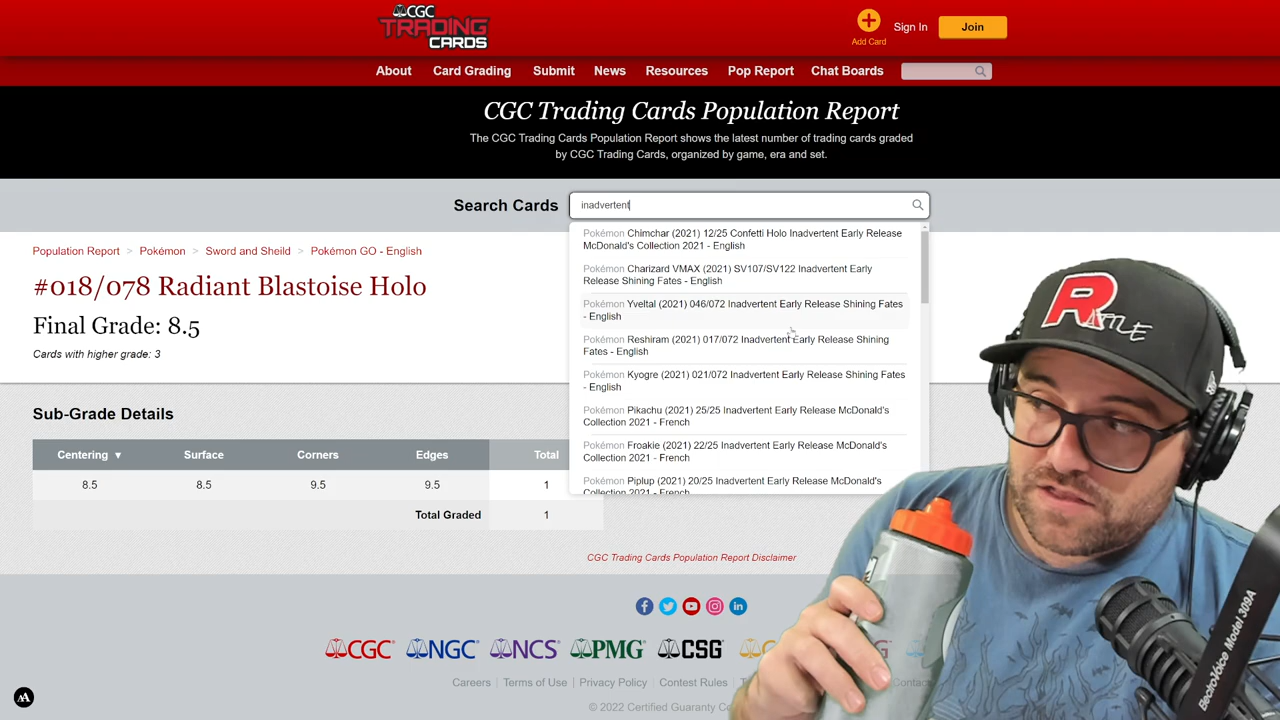 CGC
TRADING
CARDS
Add Card
Sign In
Join
About
Card Grading
Submit
News
Resources
Pop Report
Chat Boards
CGC Trading Cards Population Report
The CGC Trading Cards Population Report shows the latest number of trading cards graded
by CGC Trading Cards, organized by game, era and set.
Search Cards
inadvertent
Pokémon Chimchar (2021) 12/25 Confetti Holo Inadvertent Early Release
McDonald's Collection 2021 - English
Pokémon Charizard VMAX (2021) SV107/SV122 Inadvertent Early
Release Shining Fates - English
Pokémon Yveltal (2021) 046/072 Inadvertent Early Release Shining Fates
- English
Pokémon Reshiram (2021) 017/072 Inadvertent Early Release Shining
Fates - English
Pokémon Kyogre (2021) 021/072 Inadvertent Early Release Shining Fates
- English
Pokémon Pikachu (2021) 25/25 Inadvertent Early Release McDonald's
Collection 2021 - French
Pokémon Froakie (2021) 22/25 Inadvertent Early Release McDonald's
Collection 2021 - French
Pokémon Piplup (2021) 20/25 Inadvertent Early Release McDonald's
Collection 2021 - French
Population Report > Pokémon > Sword and Sheild > Pokémon GO - English
#018/078 Radiant Blastoise Holo
Final Grade: 8.5
Cards with higher grade: 3
Sub-Grade Details
Centering ▼ Surface Corners Edges Total
8.5 8.5 9.5 9.5 1
Total Graded 1
CGC Trading Cards Population Report Disclaimer
CGC NGC NCS PMG CSG
Careers
Terms of Use
Privacy Policy
Contest Rules
© 2022 Certified Guaranty
R
ElectroVoice Model 309A